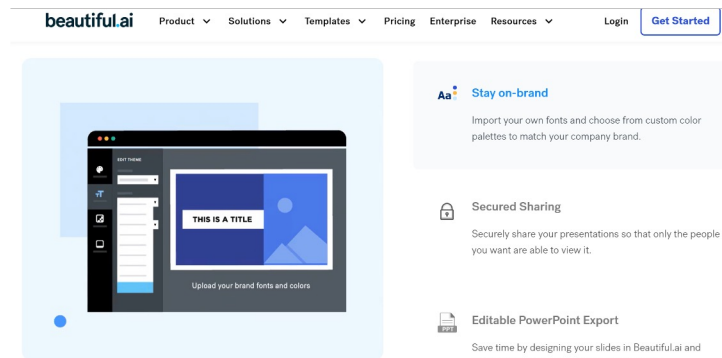 beautiful.ai Product Solutions Templates Pricing Enterprise Resources Login Get Started
EDIT THEME
THIS IS A TITLE
Upload your brand fonts and colors
Aa Stay on-brand
Import your own fonts and choose from custom color
palettes to match your company brand.
Secured Sharing
Securely share your presentations so that only the people
you want are able to view it.
PPT Editable PowerPoint Export
Save time by designing your slides in Beautiful.ai and